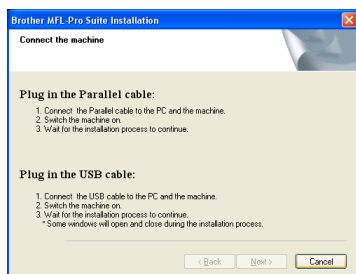 Brother MFL-Pro Suite Installation
Connect the machine
Plug in the Parallel cable:
1. Connect the Parallel cable to the PC and the machine.
2. Switch the machine on.
3. Wait for the installation process to continue.
Plug in the USB cable:
1. Connect the USB cable to the PC and the machine.
2. Switch the machine on.
3. Wait for the installation process to continue.
* Some windows will open and close during the installation process.
< Back Next > Cancel